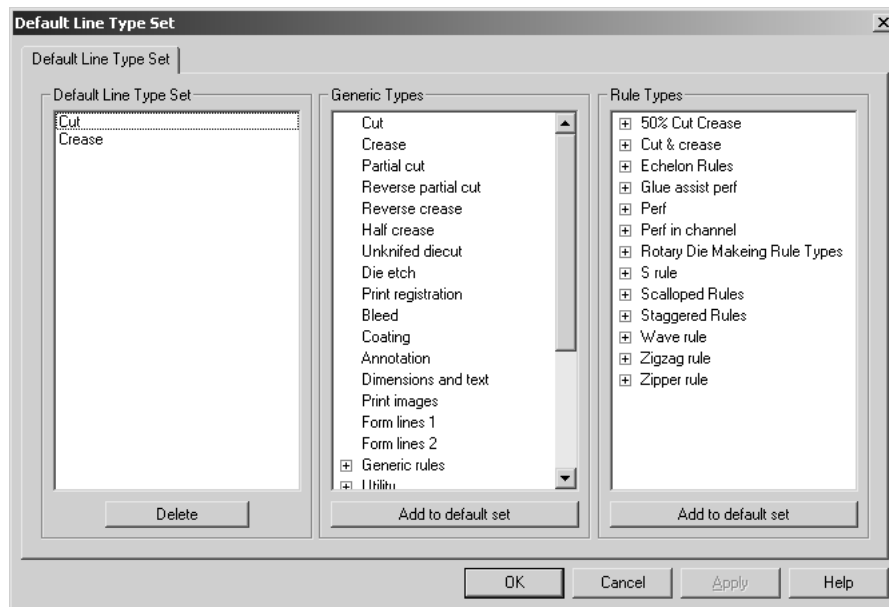 Default Line Type Set
Default Line Type Set
Default Line Type Set
Cut
Crease
Delete
Generic Types
Cut
Crease
Partial cut
Reverse partial cut
Reverse crease
Half crease
Unknifed diecut
Die etch
Print registration
Bleed
Coating
Annotation
Dimensions and text
Print images
Form lines 1
Form lines 2
Generic rules
Utility
Add to default set
Rule Types
50% Cut Crease
Cut & crease
Echelon Rules
Glue assist perf
Perf
Perf in channel
Rotary Die Makeing Rule Types
S rule
Scalloped Rules
Staggered Rules
Wave rule
Zigzag rule
Zipper rule
Add to default set
OK
Cancel
Apply
Help